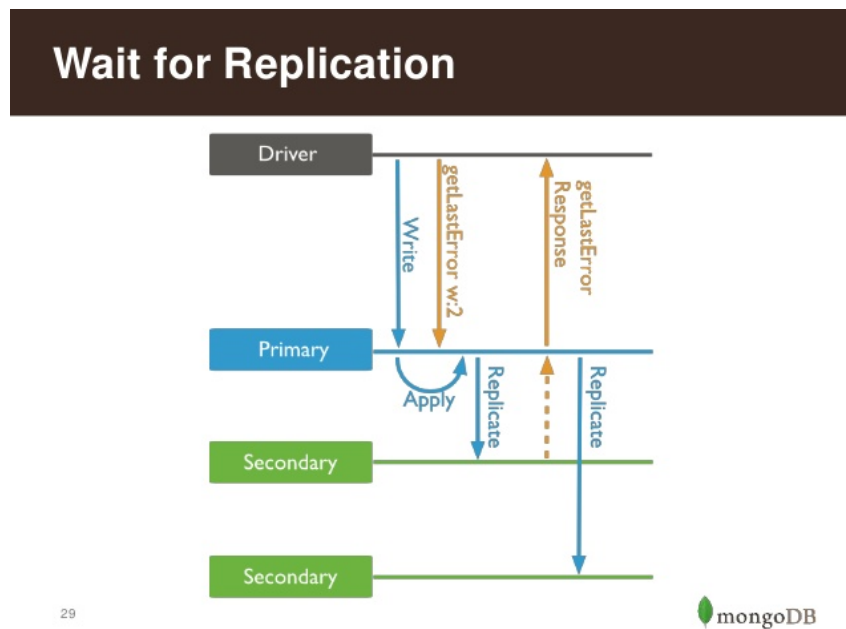 Wait for Replication
Driver
Write
getLastError w:2
getLastError
Response
Primary
Apply
Replicate
Replicate
Secondary
Secondary
29
mongoDB